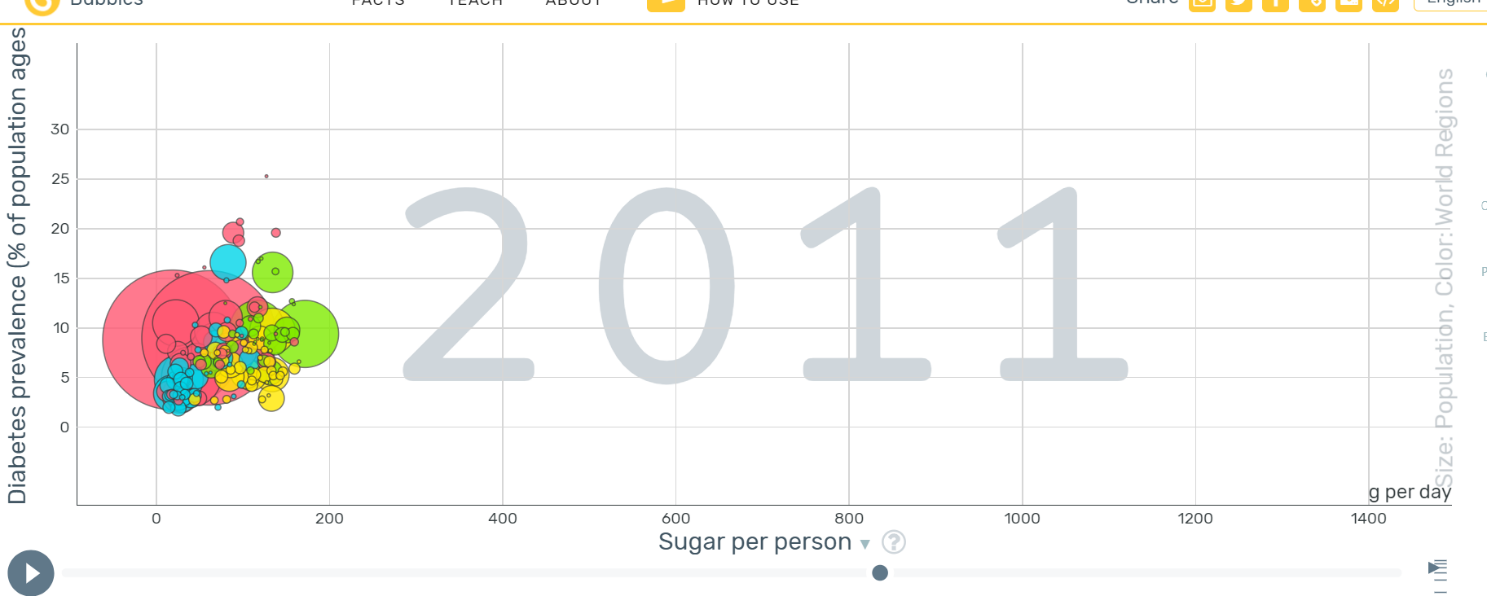 Bubbles FACTS TEACH ABOUT HOW TO USE Share English
Diabetes prevalence (% of population ages
30
25
20
15
10
5
0
2011
Size: Population, Color: World Regions
g per day
0 200 400 600 800 1000 1200 1400
Sugar per person ▼ ?